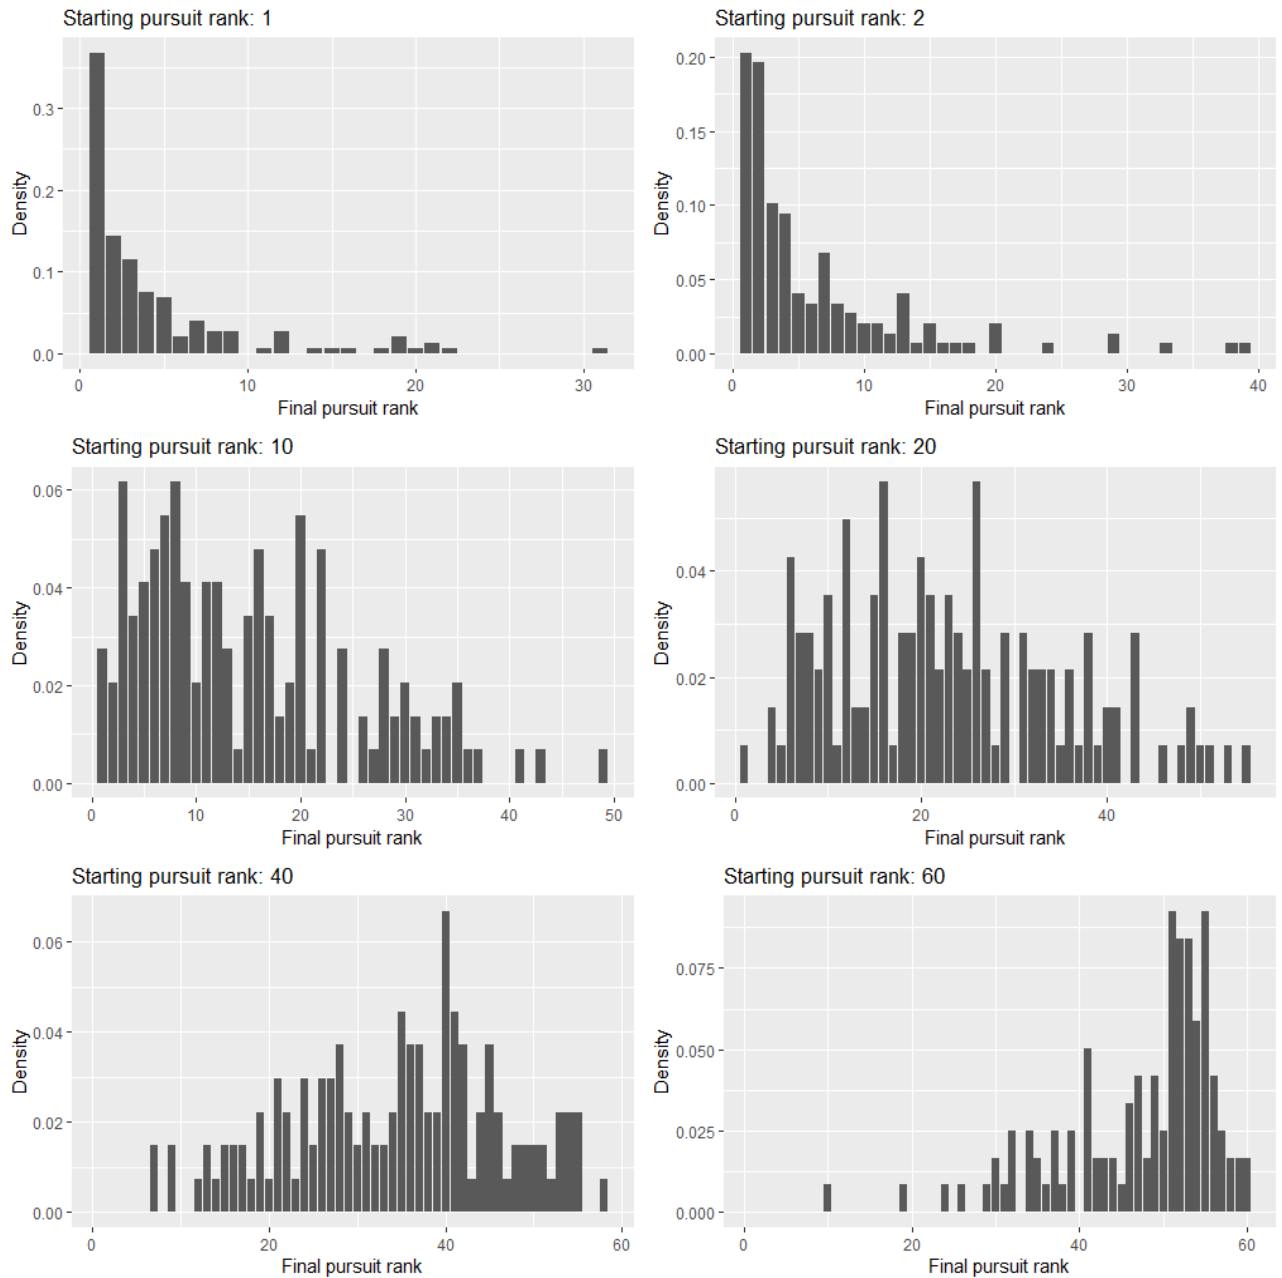 Starting pursuit rank: 1
Density
0.3
0.2
0.1
0.0
0 10 20 30
Final pursuit rank
Starting pursuit rank: 2
Density
0.20
0.15
0.10
0.05
0.00
0 10 20 30 40
Final pursuit rank
Starting pursuit rank: 10
Density
0.06
0.04
0.02
0.00
0 10 20 30 40 50
Final pursuit rank
Starting pursuit rank: 20
Density
0.04
0.02
0.00
0 20 40
Final pursuit rank
Starting pursuit rank: 40
Density
0.06
0.04
0.02
0.00
0 20 40 60
Final pursuit rank
Starting pursuit rank: 60
Density
0.075
0.050
0.025
0.000
0 20 40 60
Final pursuit rank